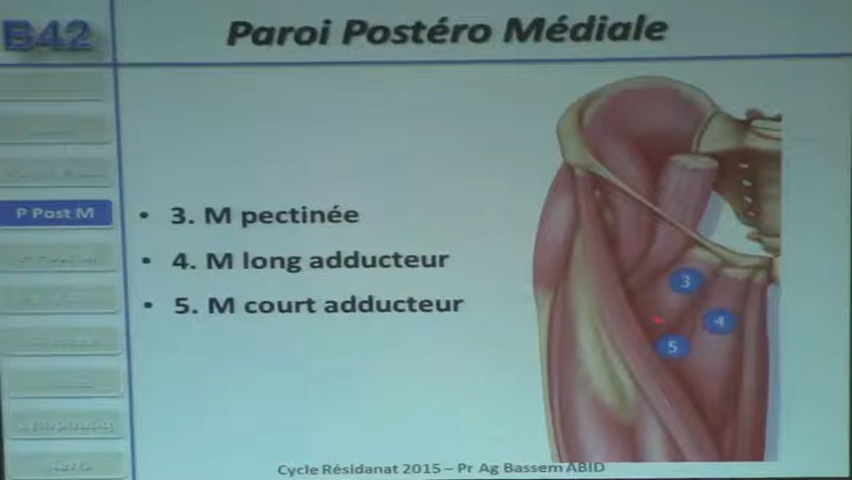 B42
Paroi Postéro Médiale
P Post M
• 3. M pectinée
• 4. M long adducteur
• 5. M court adducteur
3
4
5
Cycle Résidanat 2015 – Pr Ag Bassem ABID